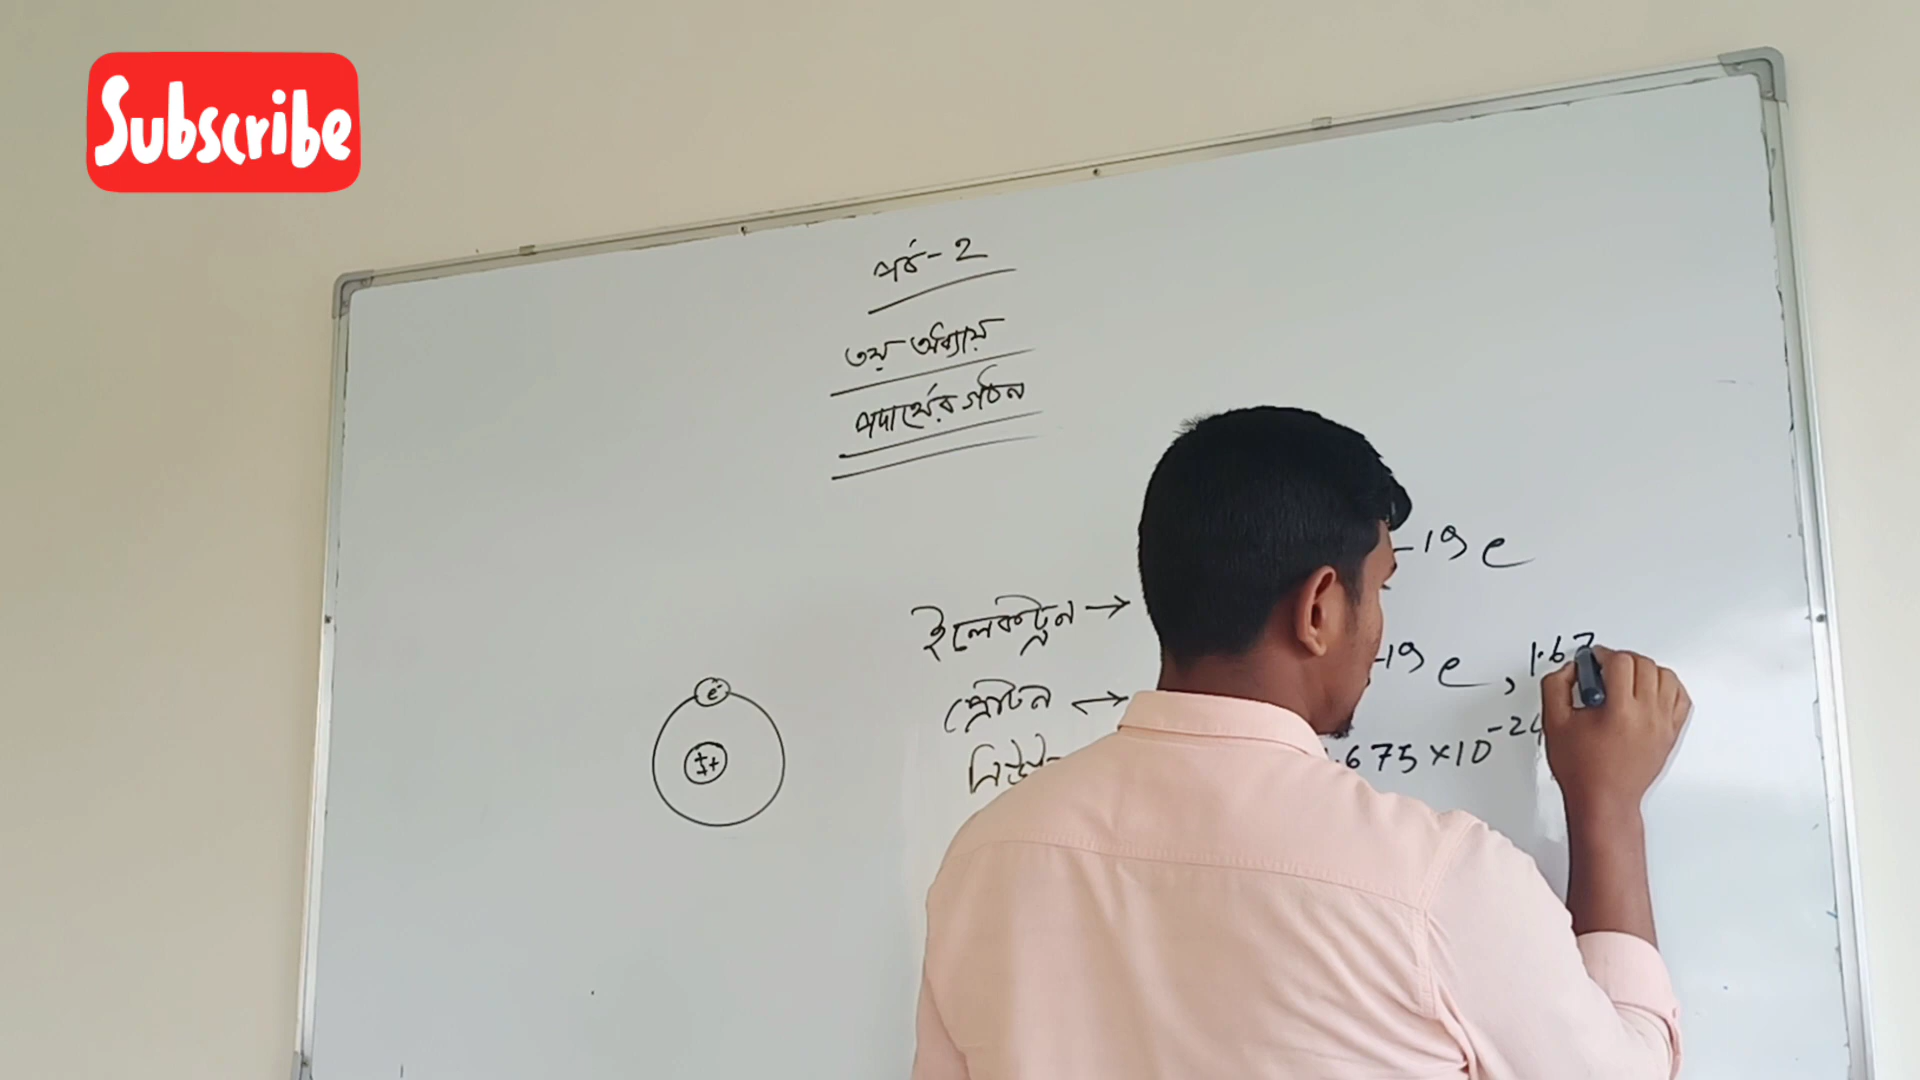 Subscribe
পর্ব-2
৩য় অধ্যায়
পদার্থের গঠন
ইলেকট্রন → -19 e
প্রোটন → -19 e , 1.67
.675×10-24
e-
++